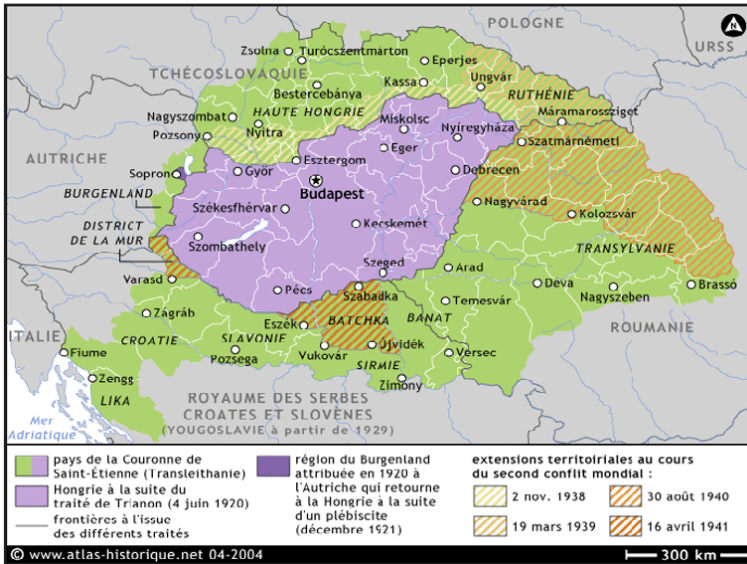 POLOGNE
URSS
Zsolna
Turócszentmárton
TCHÉCOSLOVAQUIE
Eperjes
Kassa
Ungvár
Bestercebánya
RUTHÉNIE
HAUTE HONGRIE
Nagyszombat
Máramarossziget
Miskolsc
Nyitra
Pozsony
Nyíregyháza
Szatmárnémeti
Eger
Esztergom
AUTRICHE
Győr
Debrecen
Sopron
Budapest
BURGENLAND
Nagyvárad
Székesfhérvar
Kolozsvár
Kecskemét
DISTRICT
DE LA MUR
Szombathely
TRANSYLVANIE
Szeged
Arad
Varasd
Deva
Brassó
Pécs
Szabadka
Nagyszeben
Temesvár
Zágráb
BATCHKA
BANAT
Eszék
ROUMANIE
ITALIE
CROATIE
SLAVONIE
Újvidék
Fiume
Pozsega
Vukovár
Versec
SIRMIE
Zengg
Zimony
LIKA
ROYAUME DES SERBES
CROATES ET SLOVÈNES
(YOUGOSLAVIE à partir de 1929)
Mer
Adriatique
pays de la Couronne de
Saint-Étienne (Transleithanie)
Hongrie à la suite du
traité de Trianon (4 juin 1920)
frontières à l'issue
des différents traités
région du Burgenland
attribuée en 1920 à
l'Autriche qui retourne
à la Hongrie à la suite
d'un plébiscite
(décembre 1921)
extensions territoiriales au cours
du second conflit mondial :
2 nov. 1938
30 août 1940
19 mars 1939
16 avril 1941
© www.atlas-historique.net 04-2004
300 km